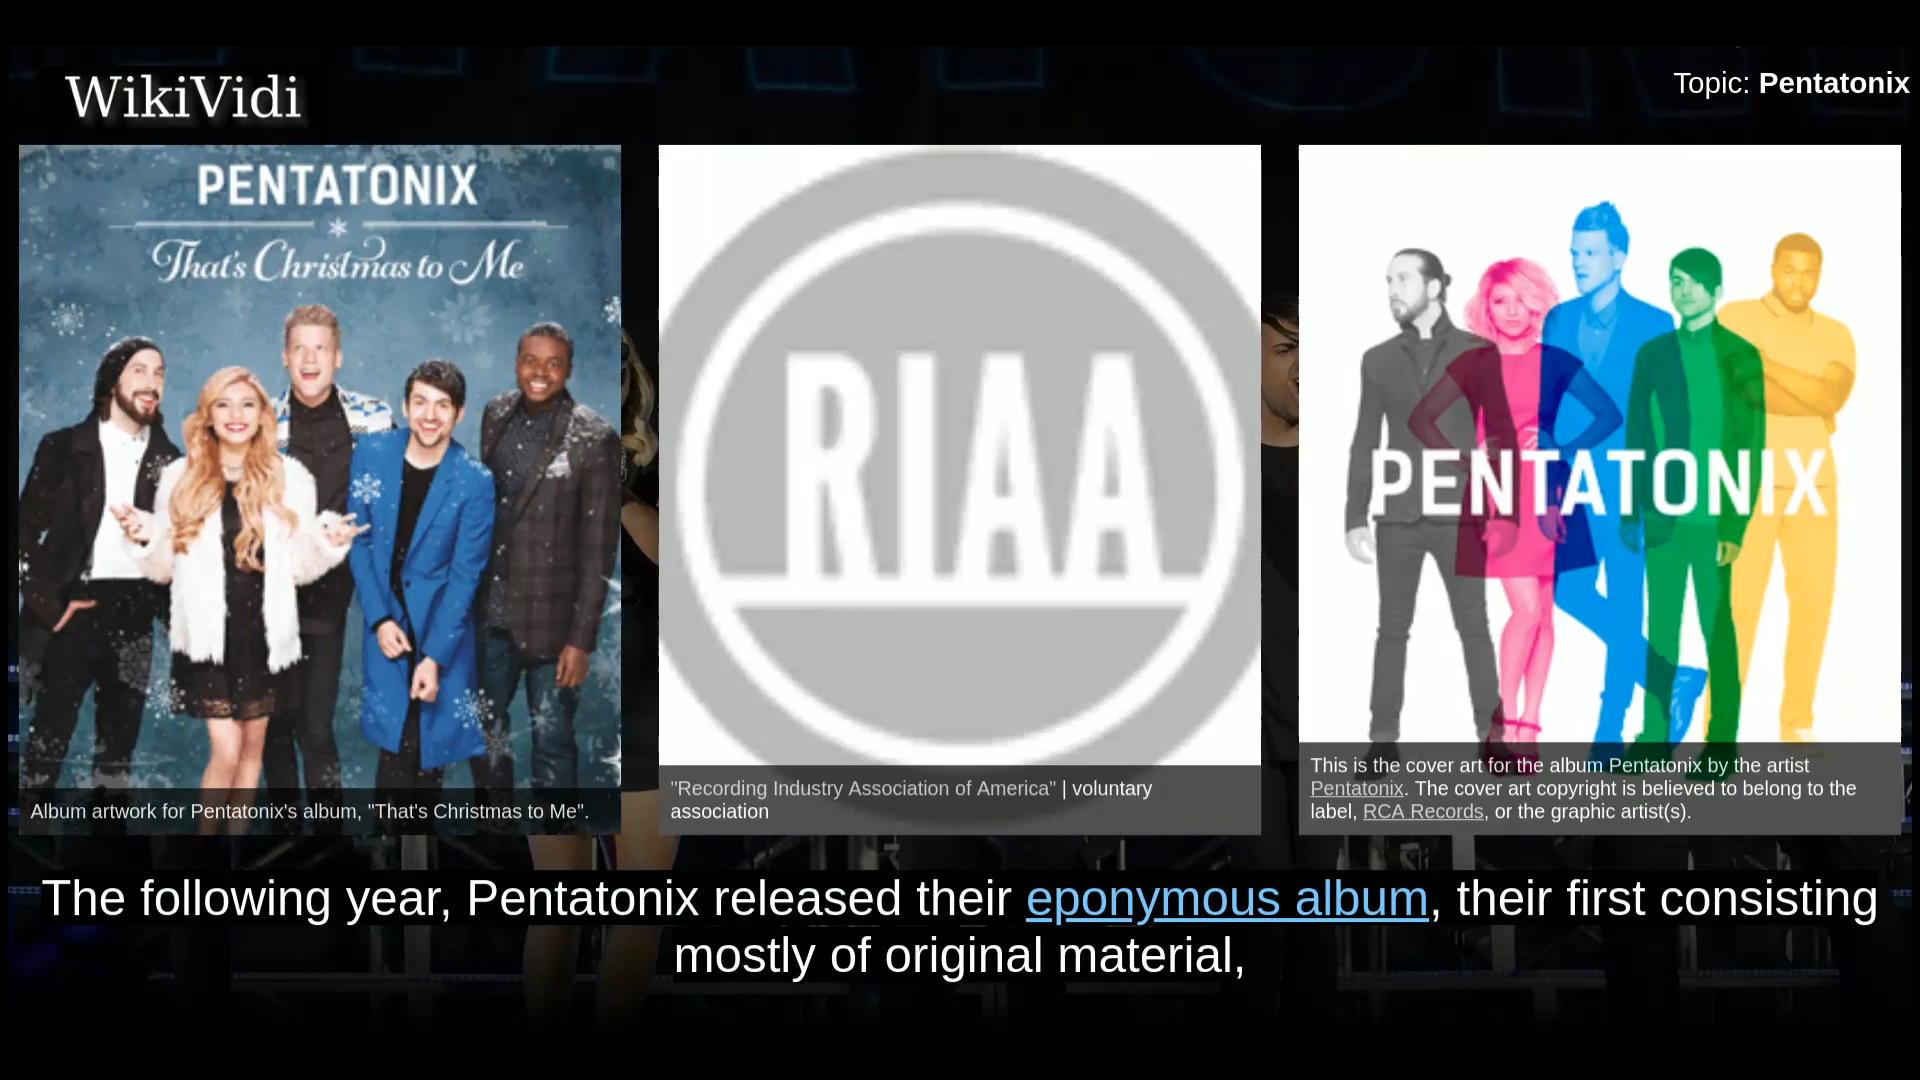 WikiVidi
Topic: Pentatonix
PENTATONIX
That's Christmas to Me
RIAA
PENTATONIX
Album artwork for Pentatonix's album, "That's Christmas to Me".
"Recording Industry Association of America" | voluntary
association
This is the cover art for the album Pentatonix by the artist
Pentatonix. The cover art copyright is believed to belong to the
label, RCA Records, or the graphic artist(s).
The following year, Pentatonix released their eponymous album, their first consisting
mostly of original material,